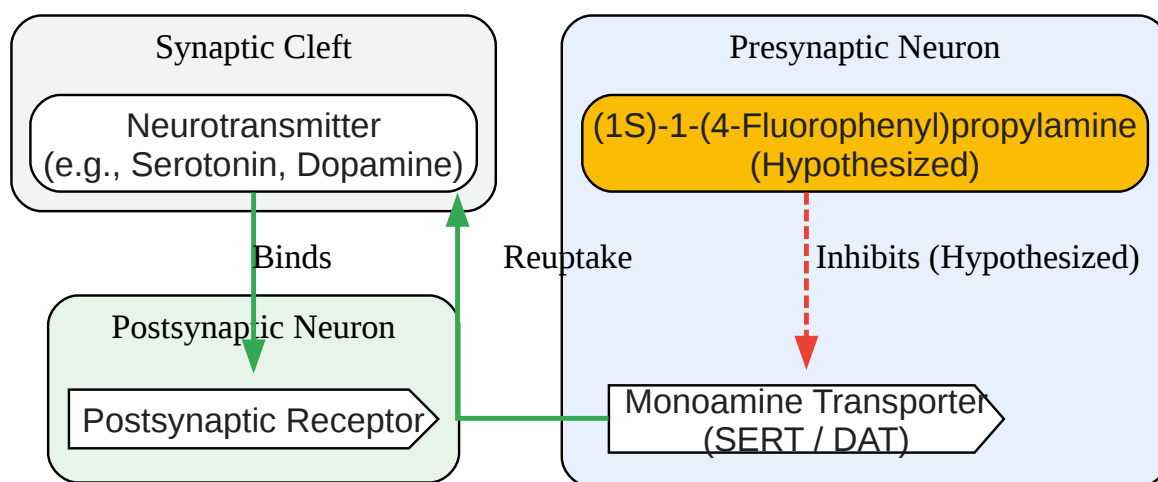 Synaptic Cleft
Neurotransmitter
(e.g., Serotonin, Dopamine)
Presynaptic Neuron
(1S)-1-(4-Fluorophenyl)propylamine
(Hypothesized)
Binds
Reuptake
Inhibits (Hypothesized)
Postsynaptic Neuron
Postsynaptic Receptor
Monoamine Transporter
(SERT / DAT)